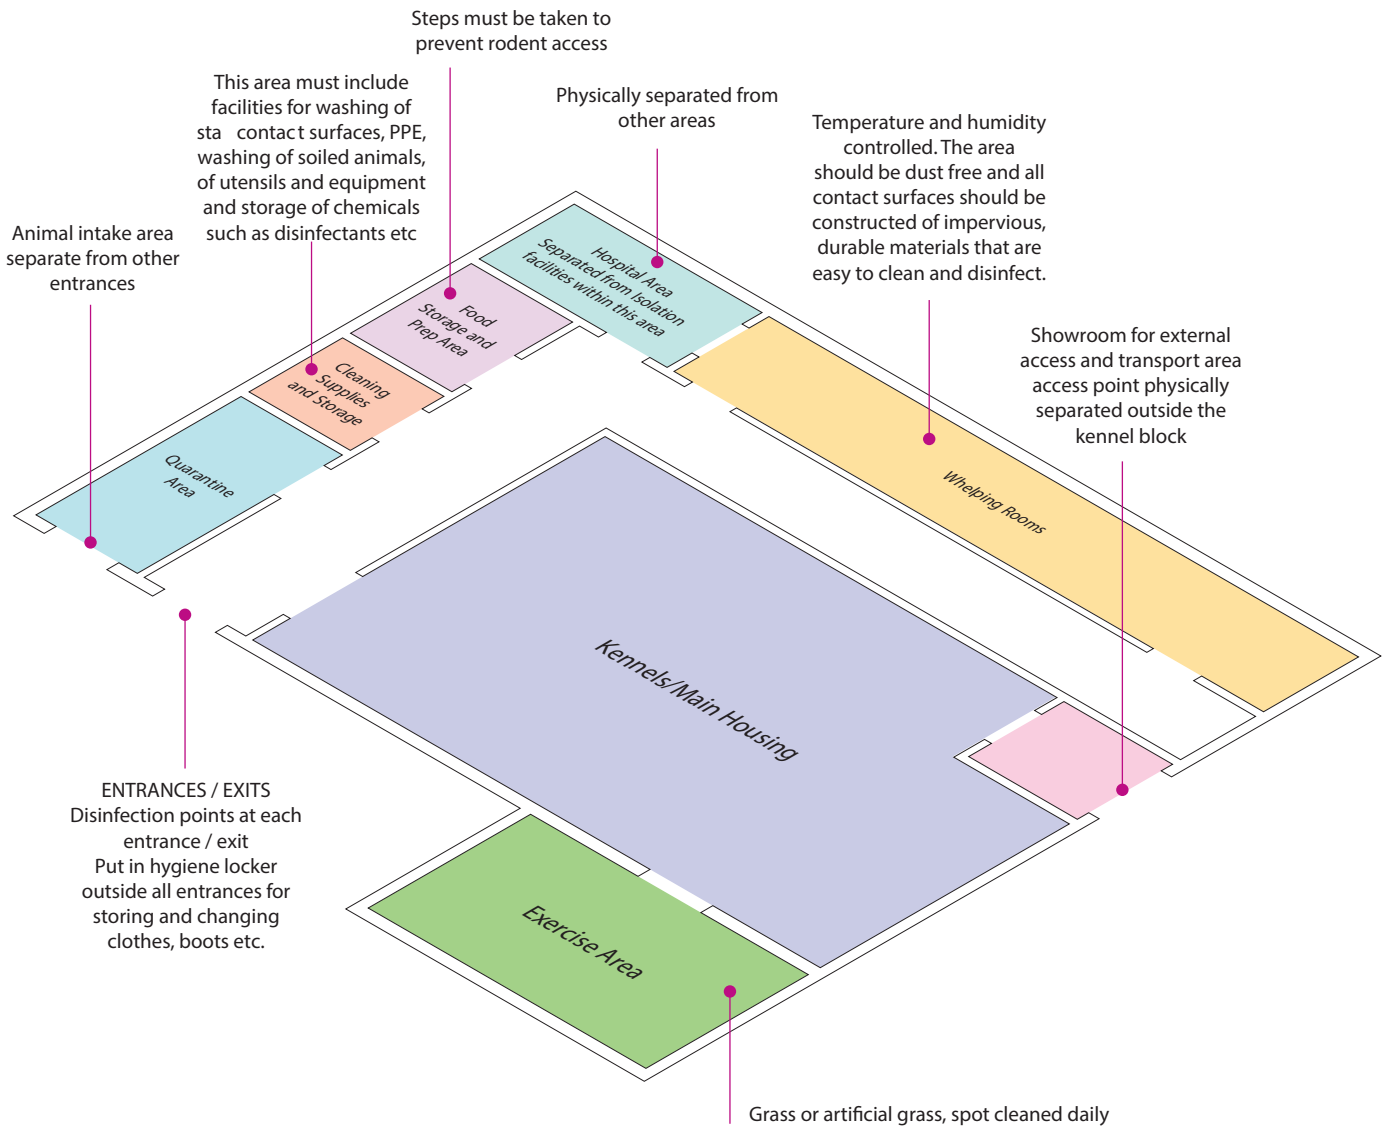 Steps must be taken to
prevent rodent access
This area must include
facilities for washing of
sta contact surfaces, PPE,
washing of soiled animals,
of utensils and equipment
and storage of chemicals
such as disinfectants etc
Physically separated from
other areas
Temperature and humidity
controlled. The area
should be dust free and all
contact surfaces should be
constructed of impervious,
durable materials that are
easy to clean and disinfect.
Animal intake area
separate from other
entrances
Showroom for external
access and transport area
access point physically
separated outside the
kennel block
Hospital Area
Separated from Isolation
facilities within this area
Food
Storage and
Prep Area
Cleaning
Supplies
and Storage
Quarantine
Area
Whelping Rooms
Kennels/Main Housing
Exercise Area
ENTRANCES / EXITS
Disinfection points at each
entrance / exit
Put in hygiene locker
outside all entrances for
storing and changing
clothes, boots etc.
Grass or artificial grass, spot cleaned daily